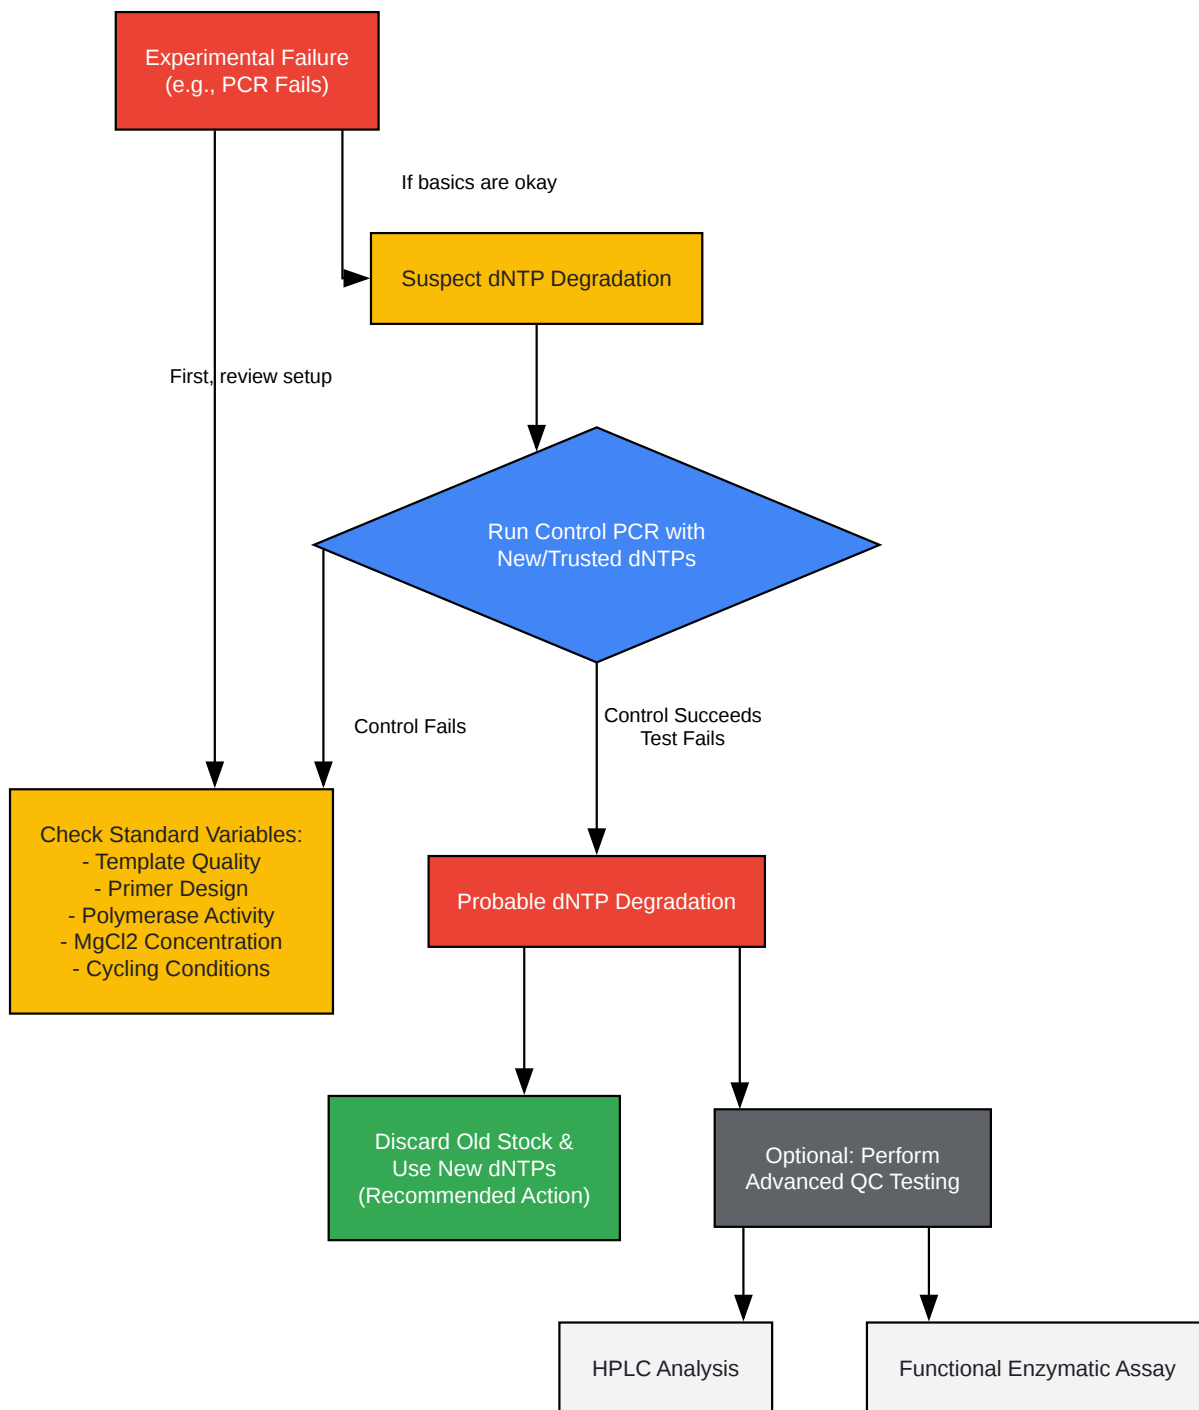 Experimental Failure
(e.g., PCR Fails)
If basics are okay
Suspect dNTP Degradation
First, review setup
Run Control PCR with
New/Trusted dNTPs
Control Fails
Control Succeeds
Test Fails
Check Standard Variables:
- Template Quality
- Primer Design
- Polymerase Activity
- MgCl2 Concentration
- Cycling Conditions
Probable dNTP Degradation
Discard Old Stock &
Use New dNTPs
(Recommended Action)
Optional: Perform
Advanced QC Testing
HPLC Analysis
Functional Enzymatic Assay